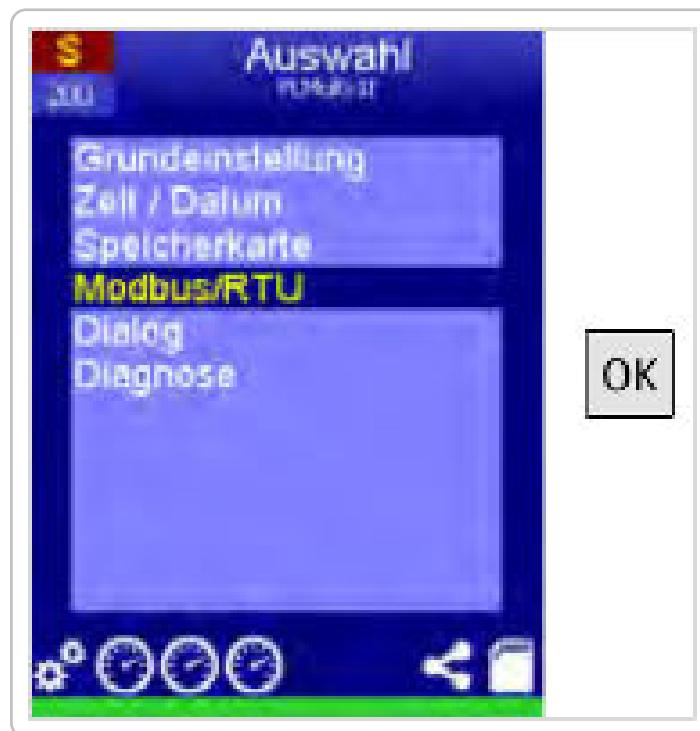 S
Auswahl
Grundeinstellung
Zeit / Datum
Speicherkarte
Modbus/RTU
Dialog
Diagnose
OK